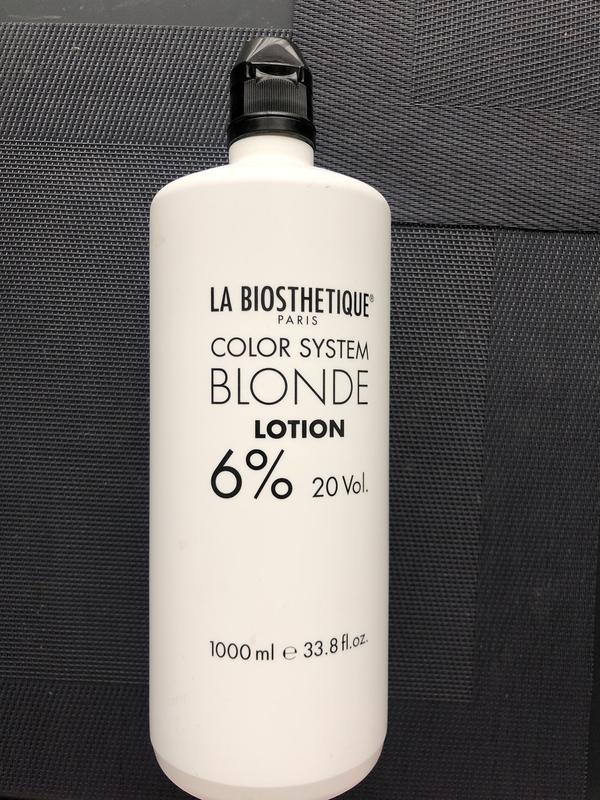 LA BIOSTHETIQUE®
PARIS
COLOR SYSTEM
BLONDE
LOTION
6% 20 Vol.
1000 ml ℮ 33.8 fl.oz.